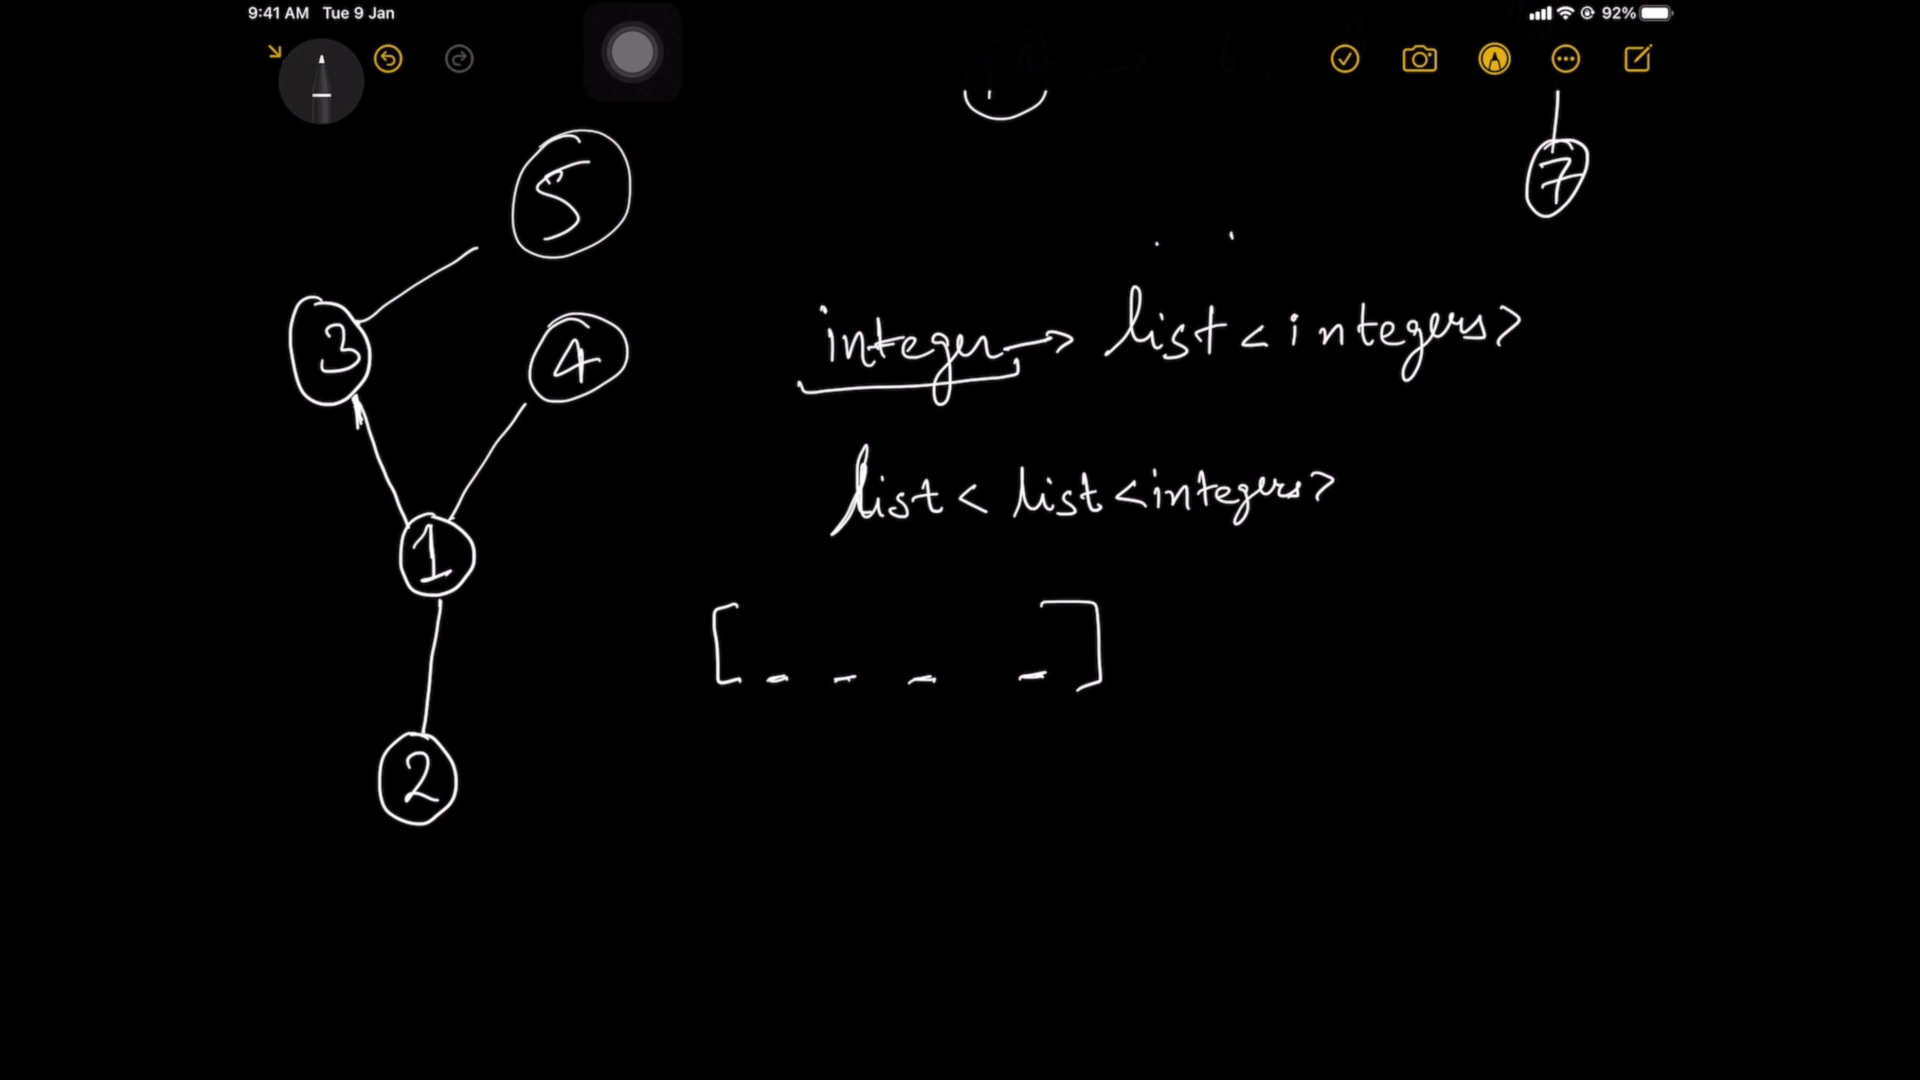 9:41 AM Tue 9 Jan
92%
7
5
3
4
integer → list < integers >
list < list < integers >
1
[ - - - - ]
2